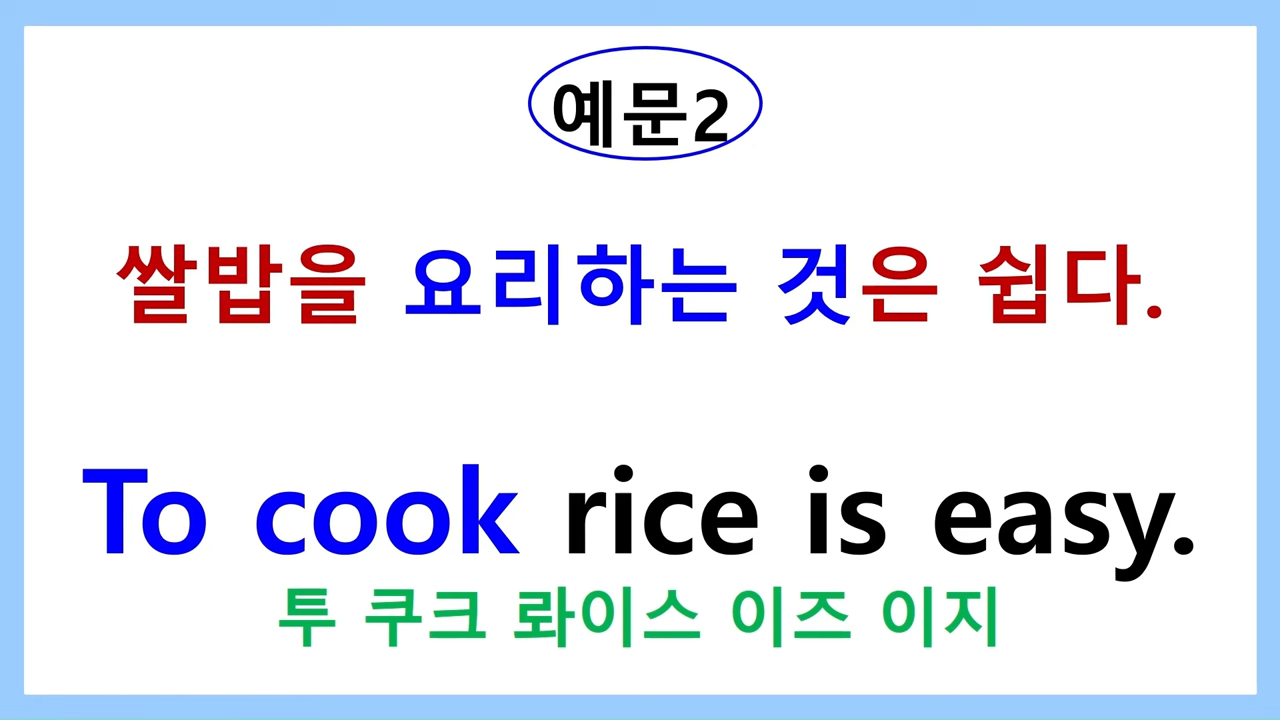 예문2
쌀밥을 요리하는 것은 쉽다.
To cook rice is easy.
투 쿠크 롸이스 이즈 이지